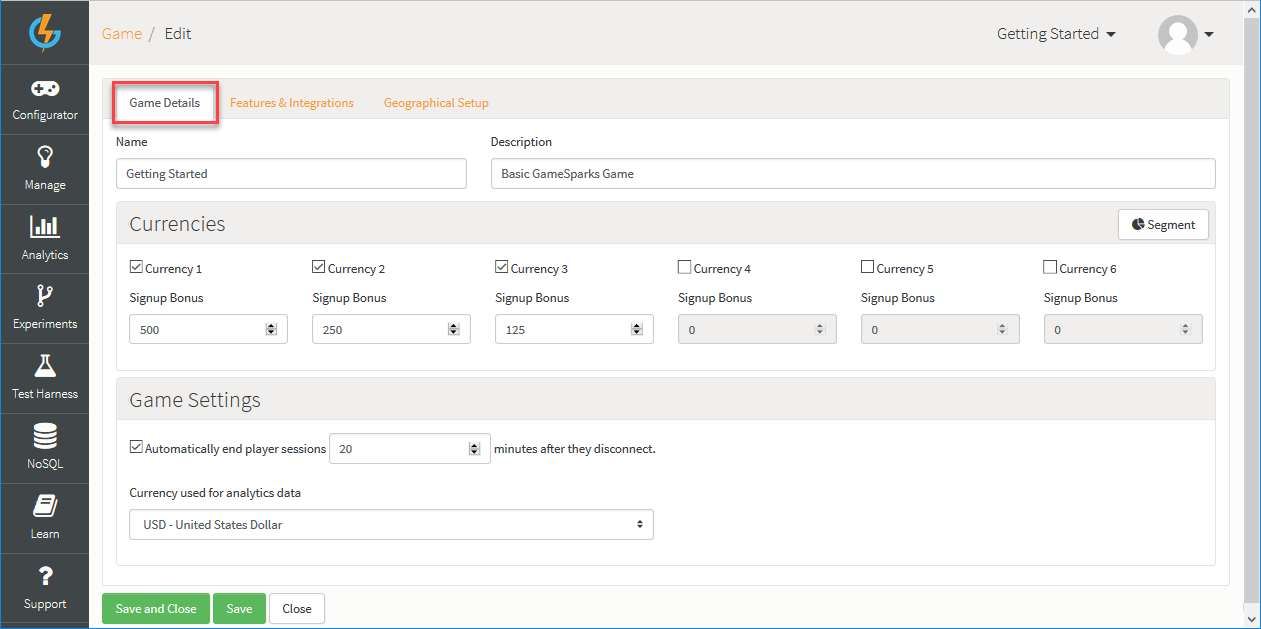 Game / Edit
Getting Started
Configurator
Manage
Analytics
Experiments
Test Harness
NoSQL
Learn
Support
Game Details Features & Integrations Geographical Setup
Name Description
Getting Started Basic GameSparks Game
Currencies Segment
Currency 1 Currency 2 Currency 3 Currency 4 Currency 5 Currency 6
Signup Bonus Signup Bonus Signup Bonus Signup Bonus Signup Bonus Signup Bonus
500 250 125 0 0 0
Game Settings
Automatically end player sessions 20 minutes after they disconnect.
Currency used for analytics data
USD - United States Dollar
Save and Close Save Close